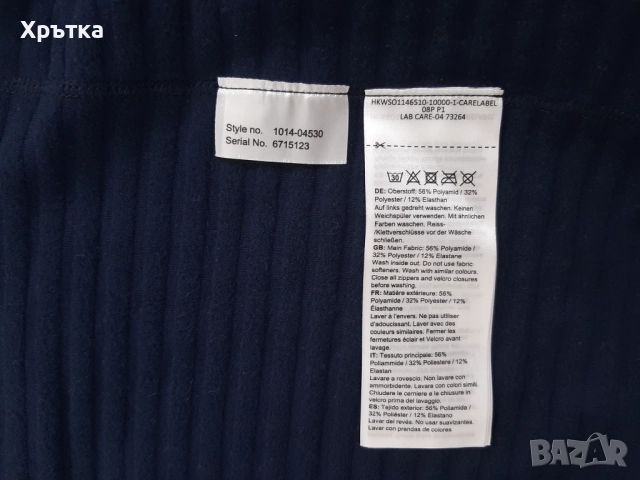 Хрътка
Style no. 1014-04530
Serial No. 6715123
HKWSO1146510-10000-1-CARELABEL
08P P1
LAB CARE-04 73264
30
DE: Oberstoff: 56% Polyamid / 32%
Polyester / 12% Elasthan
Auf links gedreht waschen. Keinen
Weichspüler verwenden. Mit ähnlichen
Farben waschen. Reiss-
/Klettverschlüsse vor der Wäsche
schließen.
GB: Main Fabric: 56% Polyamide /
32% Polyester / 12% Elastane
Wash inside out. Do not use fabric
softeners. Wash with similar colours.
Close all zippers and velcro closures
before washing.
FR: Matière extérieure: 56%
Polyamide / 32% Polyester / 12%
Élasthanne
Laver à l'envers. Ne pas utiliser
d'adoucissant. Laver avec des
couleurs similaires. Fermer les
fermetures éclair et Velcro avant
lavage.
IT: Tessuto principale: 56%
Poliammide / 32% Poliestere / 12%
Elastan
Lavare a rovescio. Non lavare con
ammorbidente. Lavare con colori simili.
Chiudere le cerniere e le chiusure in
velcro prima del lavaggio.
ES: Tejido exterior: 56% Poliamida /
32% Poliéster / 12% Elastano
Lavar del revés. No usar suavizantes.
Lavar con prendas de colores
BAZAR